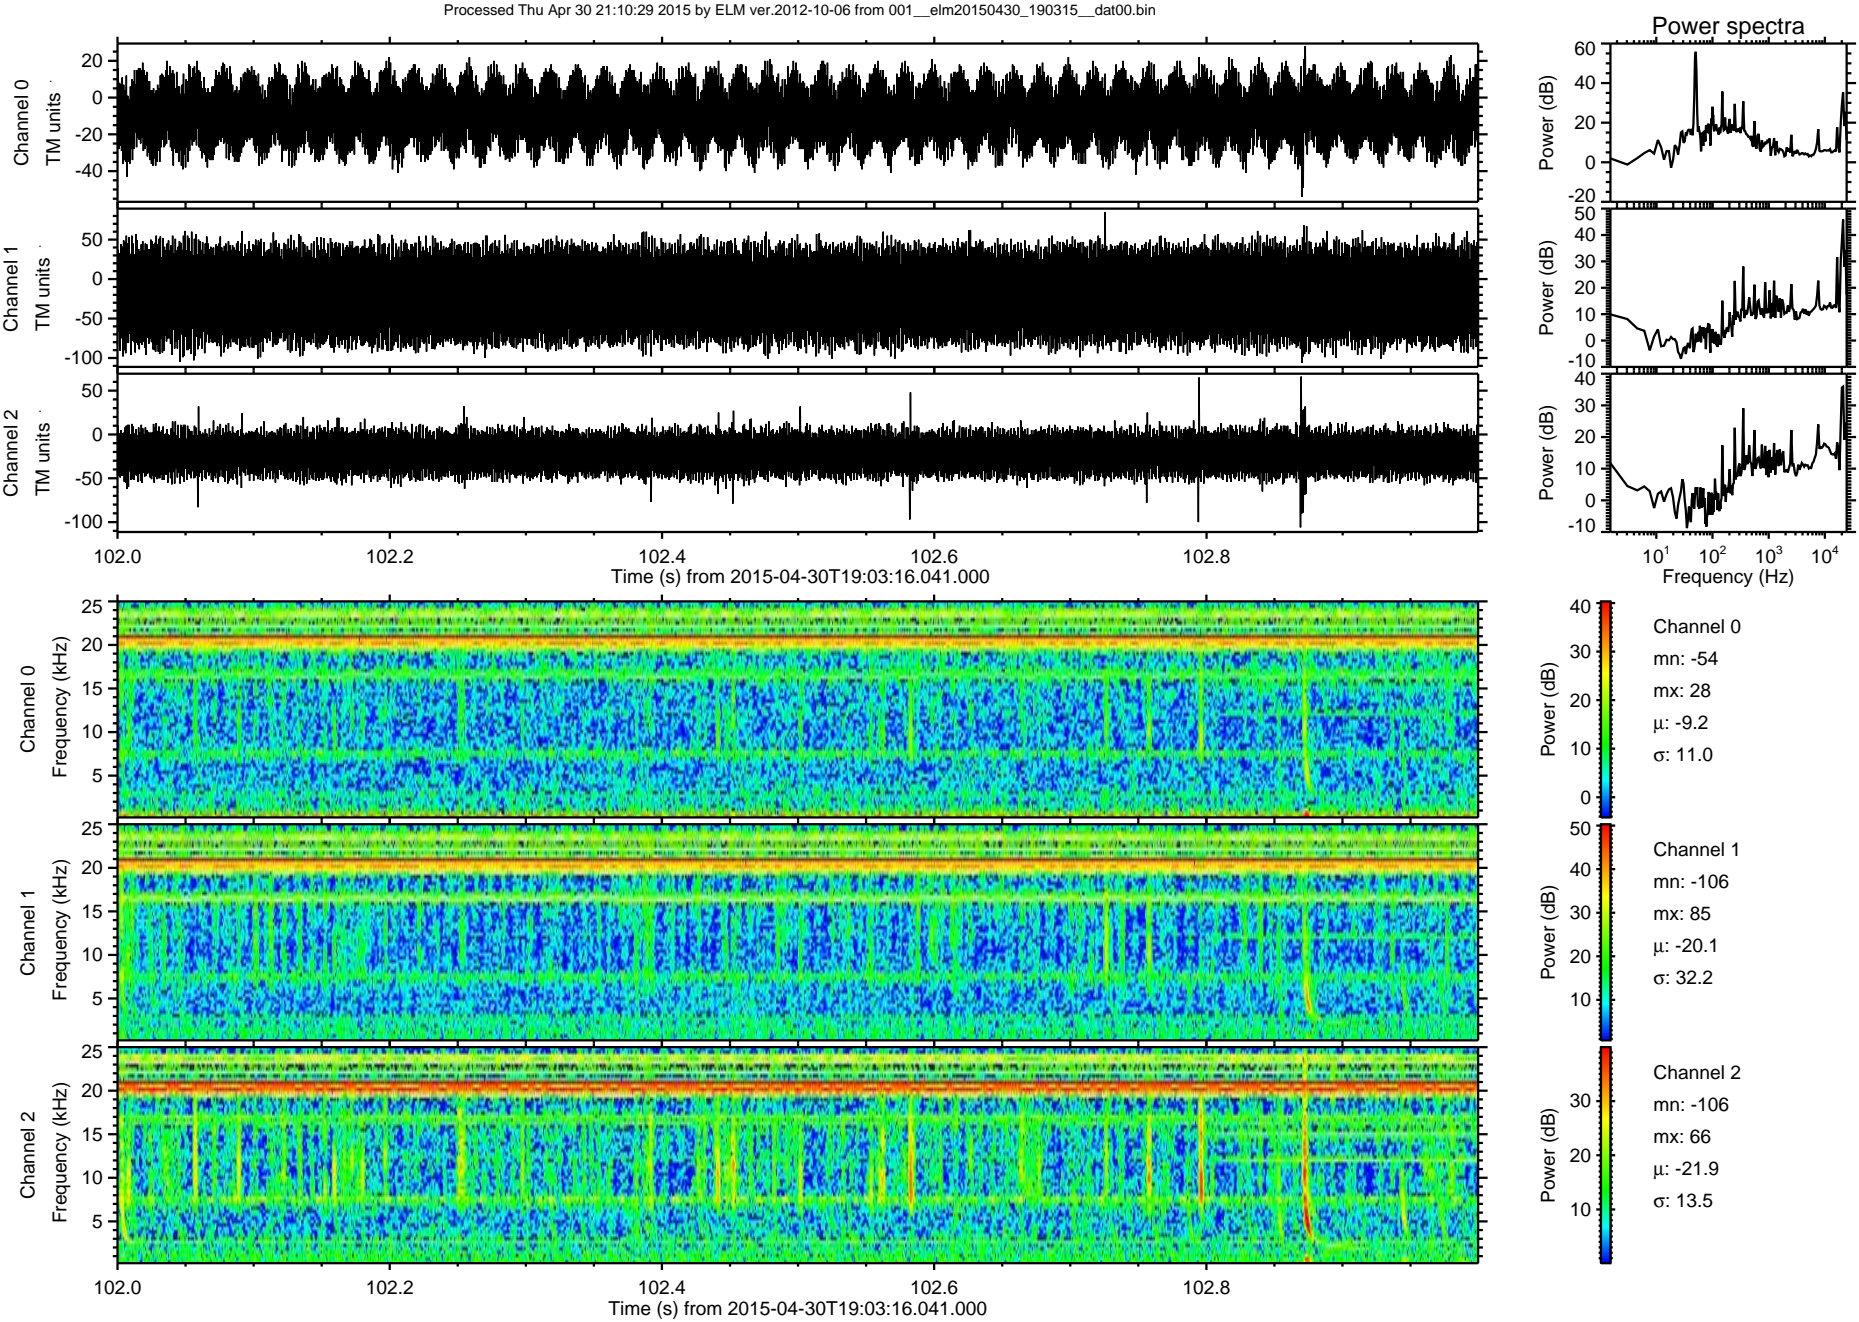 Processed Thu Apr 30 21:10:29 2015 by ELM ver.2012-10-06 from 001__elm20150430_190315__dat00.bin
Power spectra
Channel 0
TM units
20
0
-20
-40
Power (dB)
60
40
20
0
-20
Channel 1
TM units
50
0
-50
-100
Power (dB)
50
40
30
20
10
0
-10
Channel 2
TM units
50
0
-50
-100
Power (dB)
40
30
20
10
0
-10
102.0 102.2 102.4 102.6 102.8
Time (s) from 2015-04-30T19:03:16.041.000
10¹ 10² 10³ 10⁴
Frequency (Hz)
Channel 0
Frequency (kHz)
25
20
15
10
5
Power (dB)
40
30
20
10
0
Channel 0
mn: -54
mx: 28
μ: -9.2
σ: 11.0
Channel 1
Frequency (kHz)
25
20
15
10
5
Power (dB)
50
40
30
20
10
Channel 1
mn: -106
mx: 85
μ: -20.1
σ: 32.2
Channel 2
Frequency (kHz)
25
20
15
10
5
Power (dB)
30
20
10
Channel 2
mn: -106
mx: 66
μ: -21.9
σ: 13.5
102.0 102.2 102.4 102.6 102.8
Time (s) from 2015-04-30T19:03:16.041.000